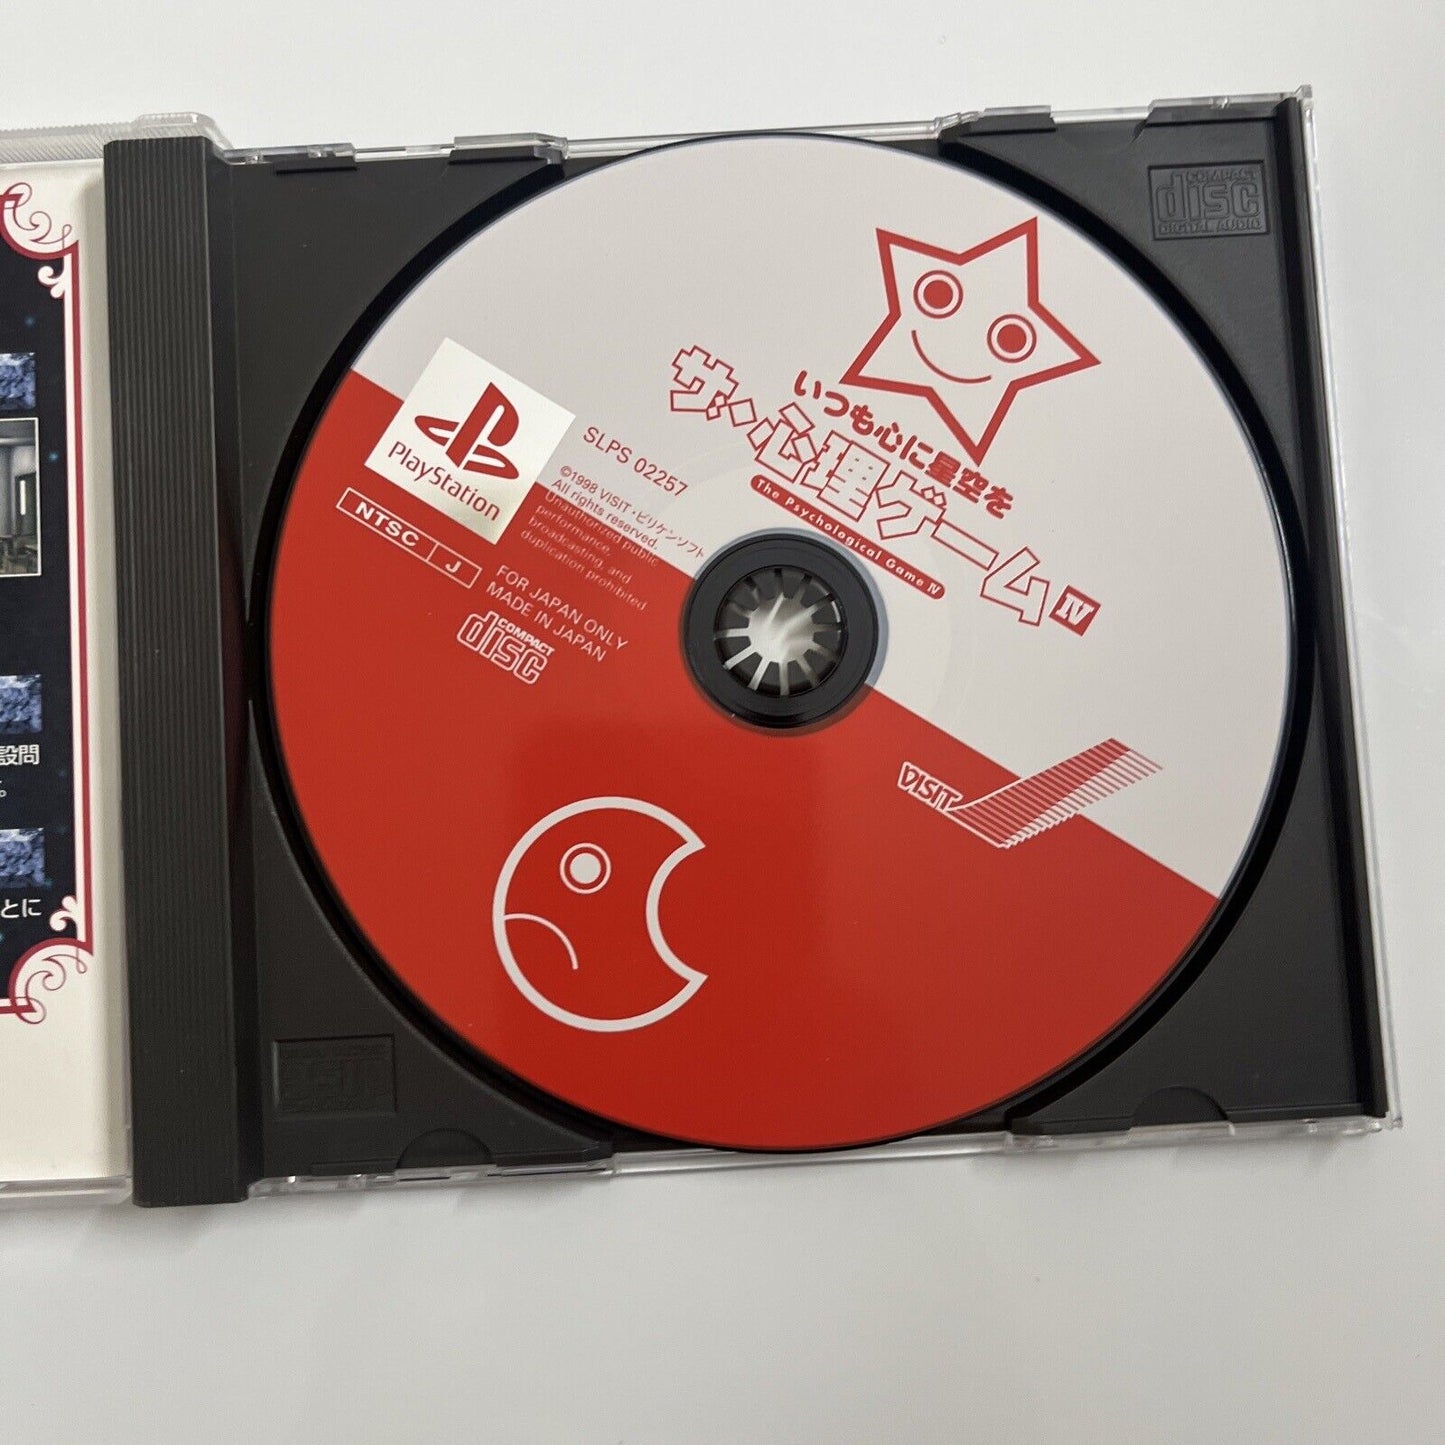 いつも心に星空を
ザ・心理ゲームIV
The Psychological Game IV
PlayStation
SLPS 02257
©1998 VISIT・ビリケンソフト
All rights reserved.
Unauthorized public
performance,
broadcasting, and
duplication prohibited
NTSC J
FOR JAPAN ONLY
MADE IN JAPAN
COMPACT
disc
VISIT
COMPACT
disc
DIGITAL AUDIO
設問
。
とに